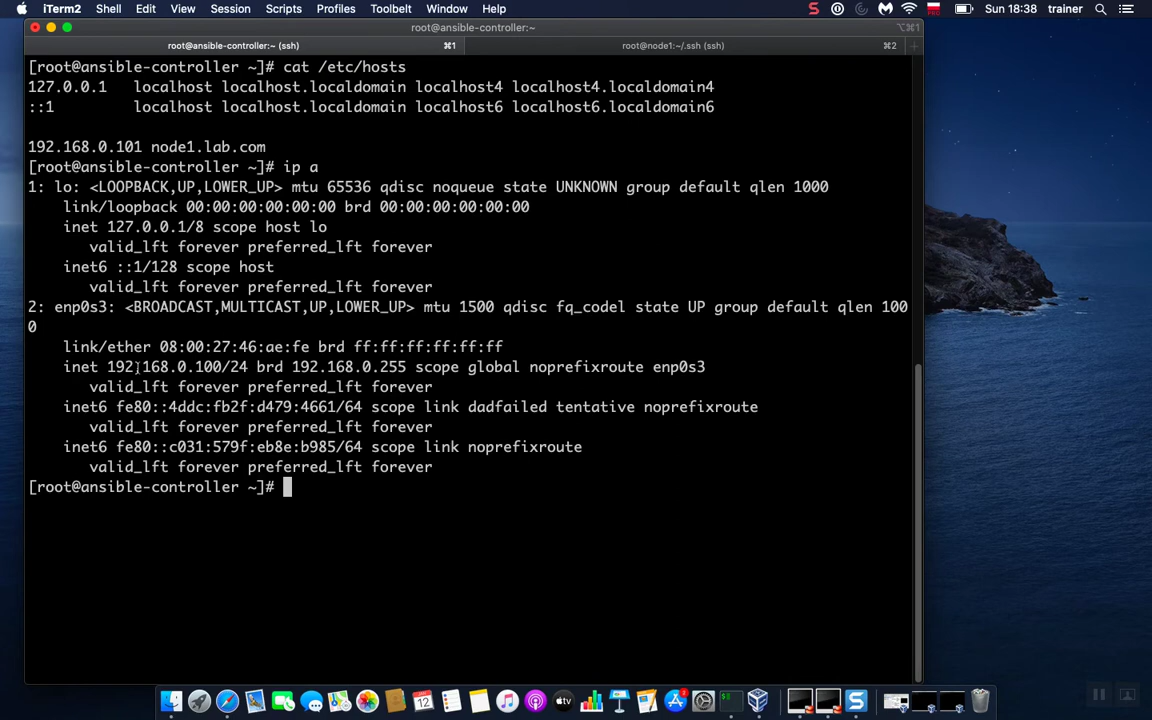 iTerm2 Shell Edit View Session Scripts Profiles Toolbelt Window Help Sun 18:38 trainer
root@ansible-controller:~ ⌥⌘1
root@ansible-controller:~ (ssh) ⌘1 root@node1:~/.ssh (ssh) ⌘2 +
[root@ansible-controller ~]# cat /etc/hosts
127.0.0.1   localhost localhost.localdomain localhost4 localhost4.localdomain4
::1         localhost localhost.localdomain localhost6 localhost6.localdomain6
192.168.0.101 node1.lab.com
[root@ansible-controller ~]# ip a
1: lo: <LOOPBACK,UP,LOWER_UP> mtu 65536 qdisc noqueue state UNKNOWN group default qlen 1000
    link/loopback 00:00:00:00:00:00 brd 00:00:00:00:00:00
    inet 127.0.0.1/8 scope host lo
       valid_lft forever preferred_lft forever
    inet6 ::1/128 scope host
       valid_lft forever preferred_lft forever
2: enp0s3: <BROADCAST,MULTICAST,UP,LOWER_UP> mtu 1500 qdisc fq_codel state UP group default qlen 100
0
    link/ether 08:00:27:46:ae:fe brd ff:ff:ff:ff:ff:ff
    inet 192.168.0.100/24 brd 192.168.0.255 scope global noprefixroute enp0s3
       valid_lft forever preferred_lft forever
    inet6 fe80::4ddc:fb2f:d479:4661/64 scope link dadfailed tentative noprefixroute
       valid_lft forever preferred_lft forever
    inet6 fe80::c031:579f:eb8e:b985/64 scope link noprefixroute
       valid_lft forever preferred_lft forever
[root@ansible-controller ~]#
12
tv